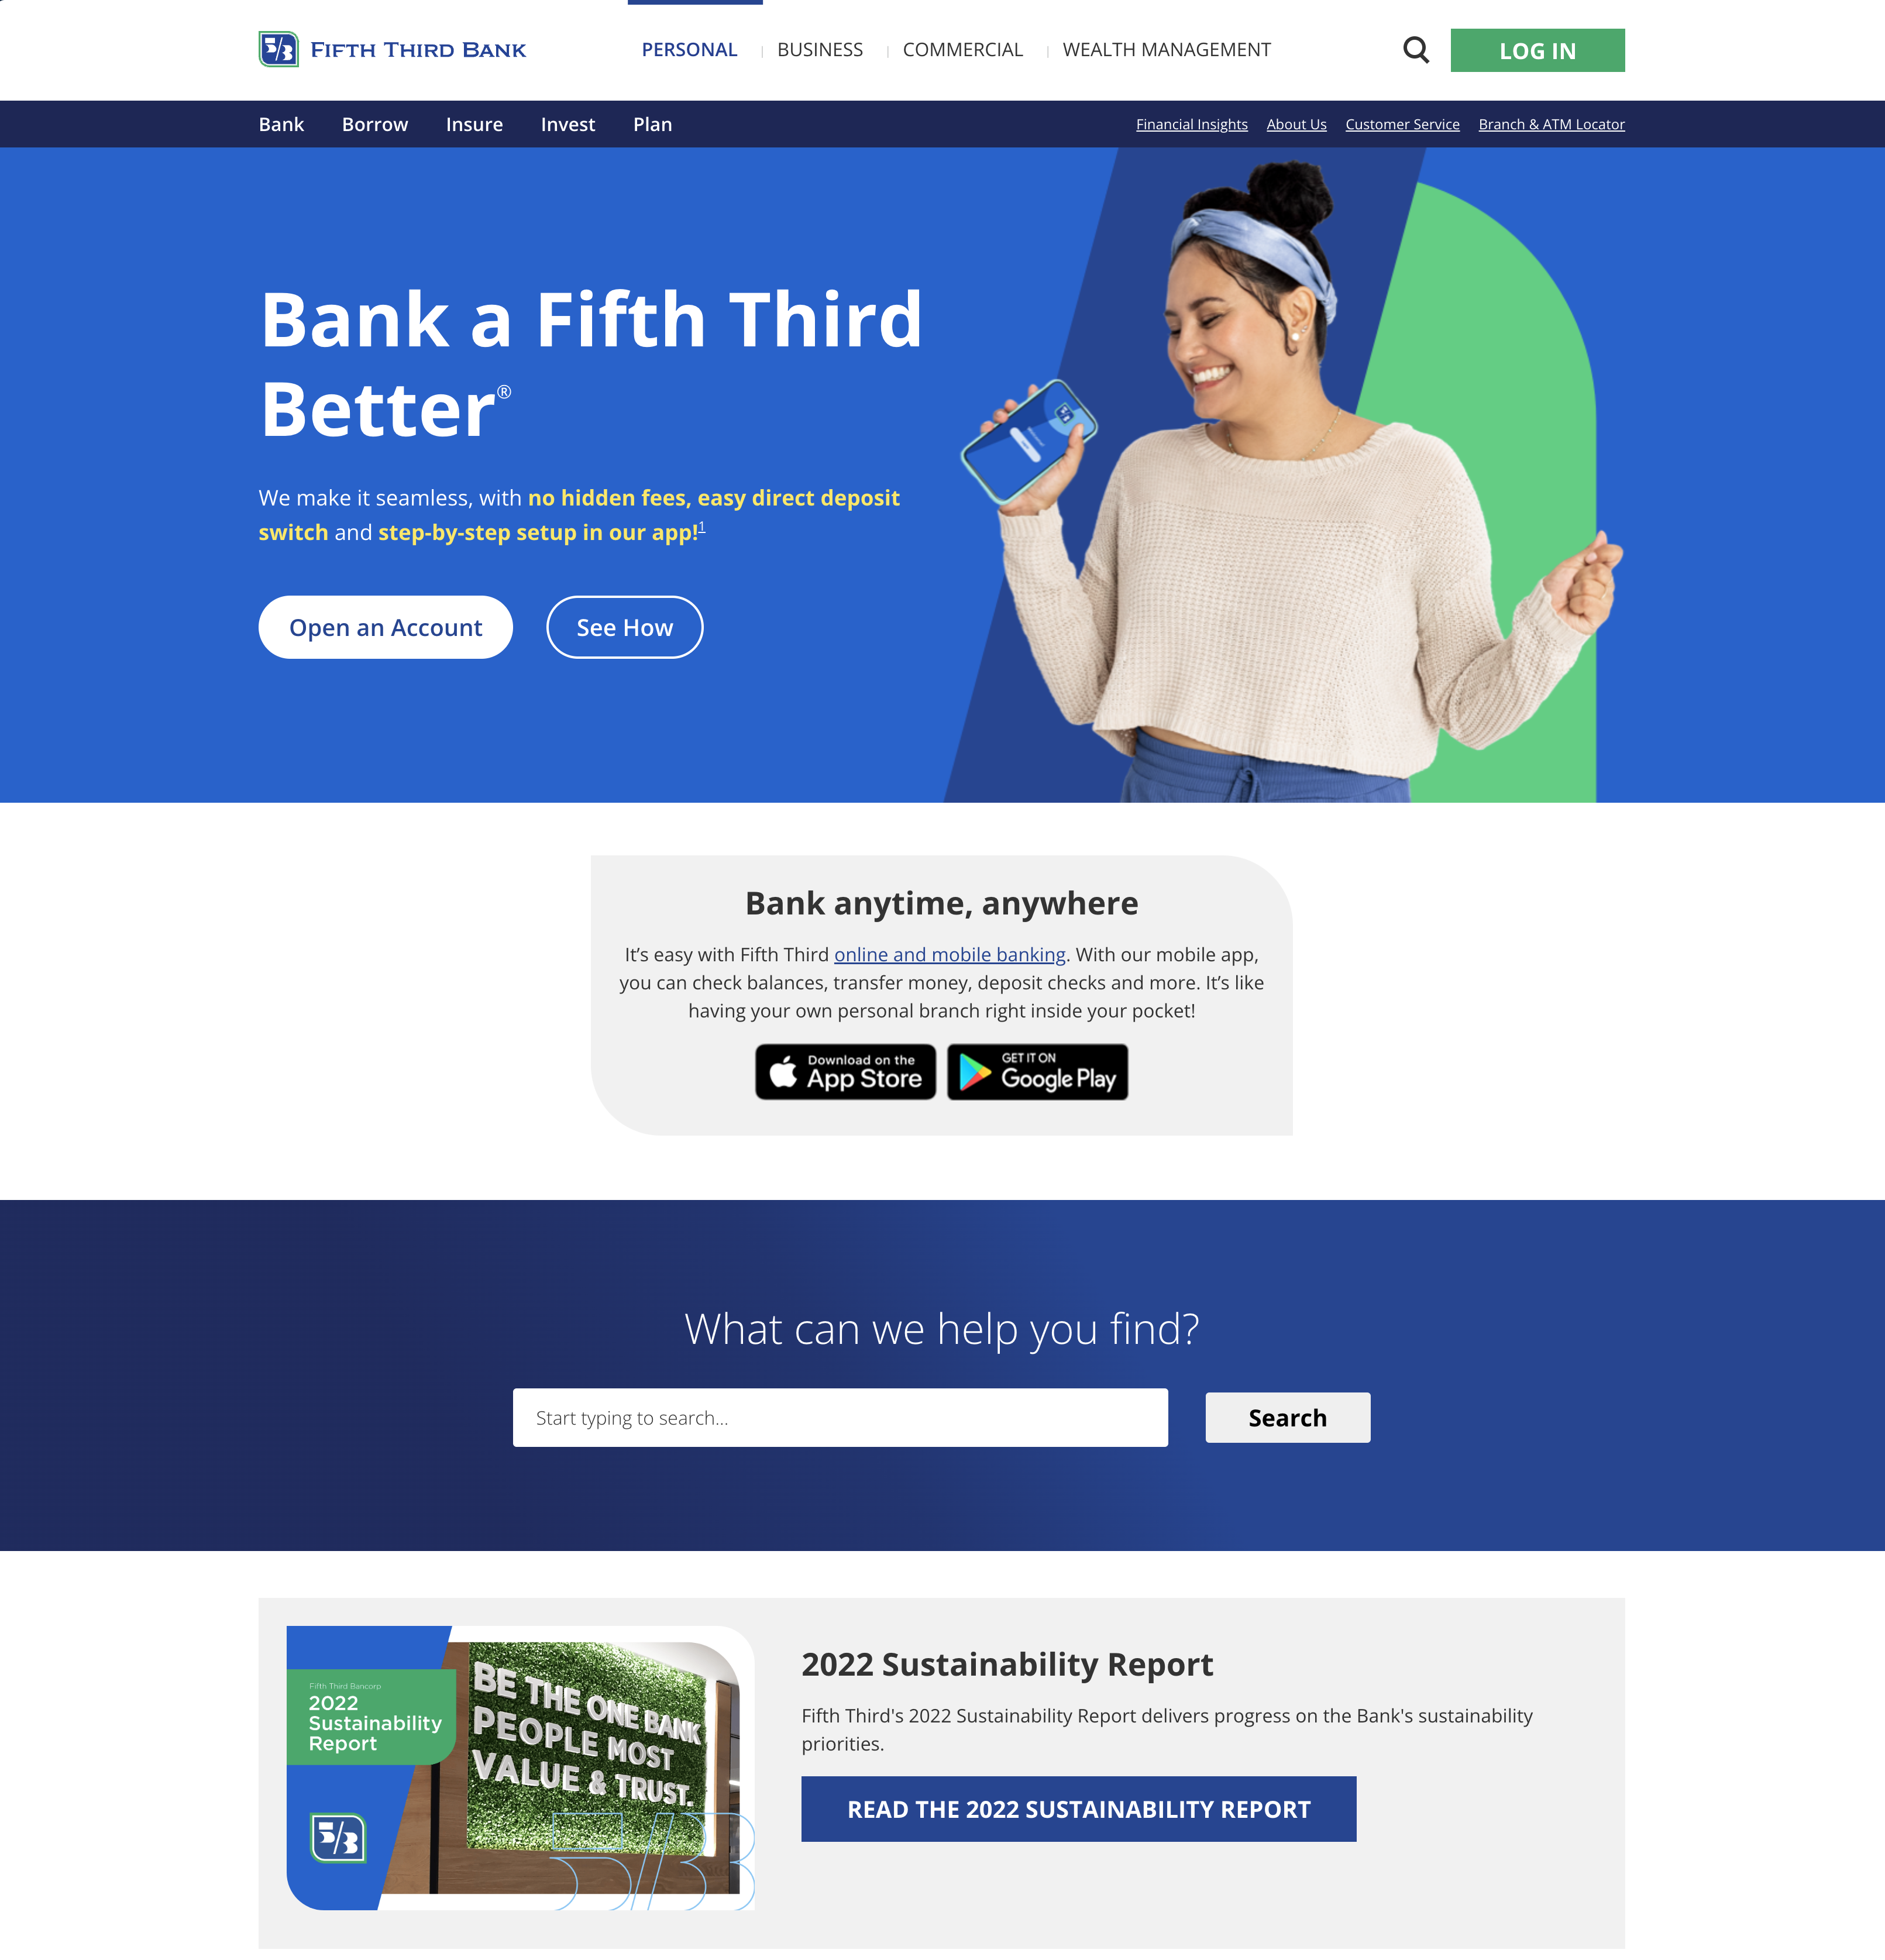 5/3 FIFTH THIRD BANK
PERSONAL
BUSINESS
COMMERCIAL
WEALTH MANAGEMENT
LOG IN
Bank
Borrow
Insure
Invest
Plan
Financial Insights
About Us
Customer Service
Branch & ATM Locator
Bank a Fifth Third
Better®
We make it seamless, with no hidden fees, easy direct deposit
switch and step-by-step setup in our app!1
Open an Account
See How
Bank anytime, anywhere
It’s easy with Fifth Third online and mobile banking. With our mobile app,
you can check balances, transfer money, deposit checks and more. It’s like
having your own personal branch right inside your pocket!
Download on the
App Store
GET IT ON
Google Play
What can we help you find?
Start typing to search...
Search
Fifth Third Bancorp
2022
Sustainability
Report
5/3
BE THE ONE BANK
PEOPLE MOST
VALUE & TRUST.
5/3
2022 Sustainability Report
Fifth Third's 2022 Sustainability Report delivers progress on the Bank's sustainability
priorities.
READ THE 2022 SUSTAINABILITY REPORT